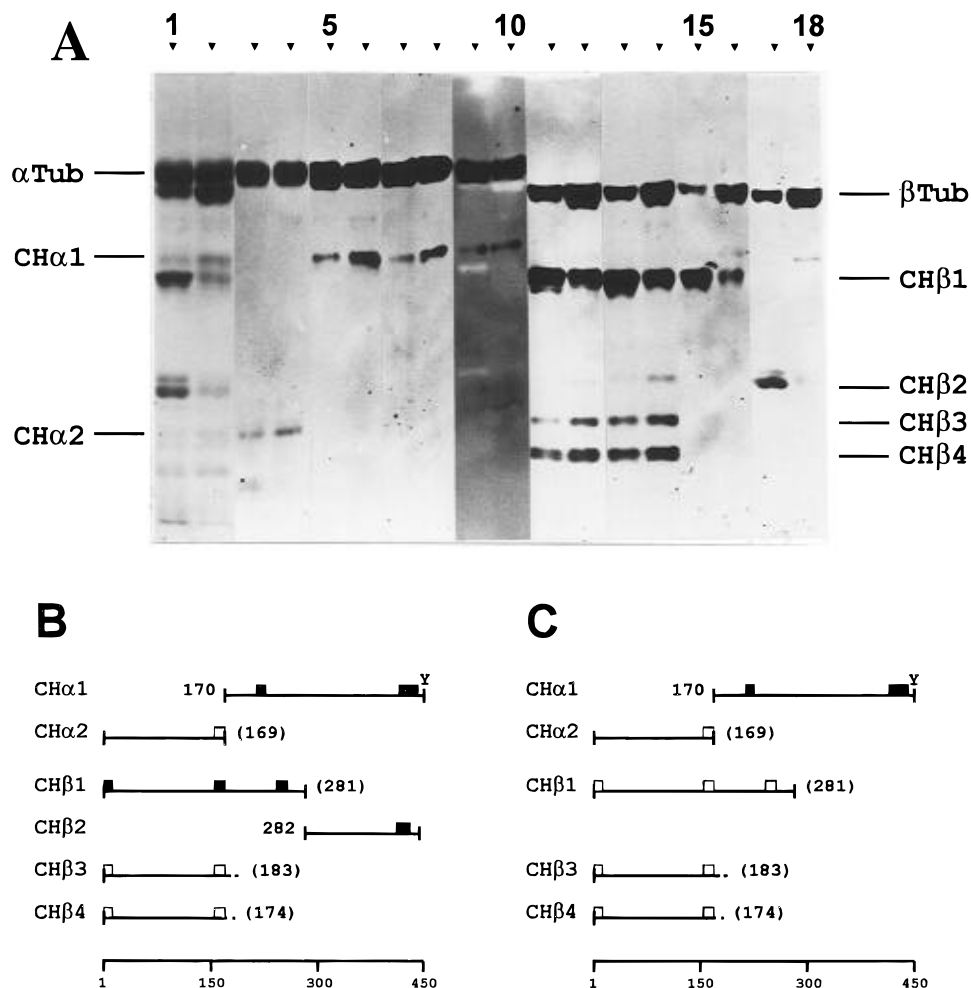 A
1 5 10 15 18
αTub
βTub
CHα1
CHβ1
CHβ2
CHβ3
CHα2
CHβ4
B
CHα1 170 Y
CHα2 (169)
CHβ1 (281)
CHβ2 282
CHβ3 (183)
CHβ4 (174)
1 150 300 450
C
CHα1 170 Y
CHα2 (169)
CHβ1 (281)
CHβ3 (183)
CHβ4 (174)
1 150 300 450